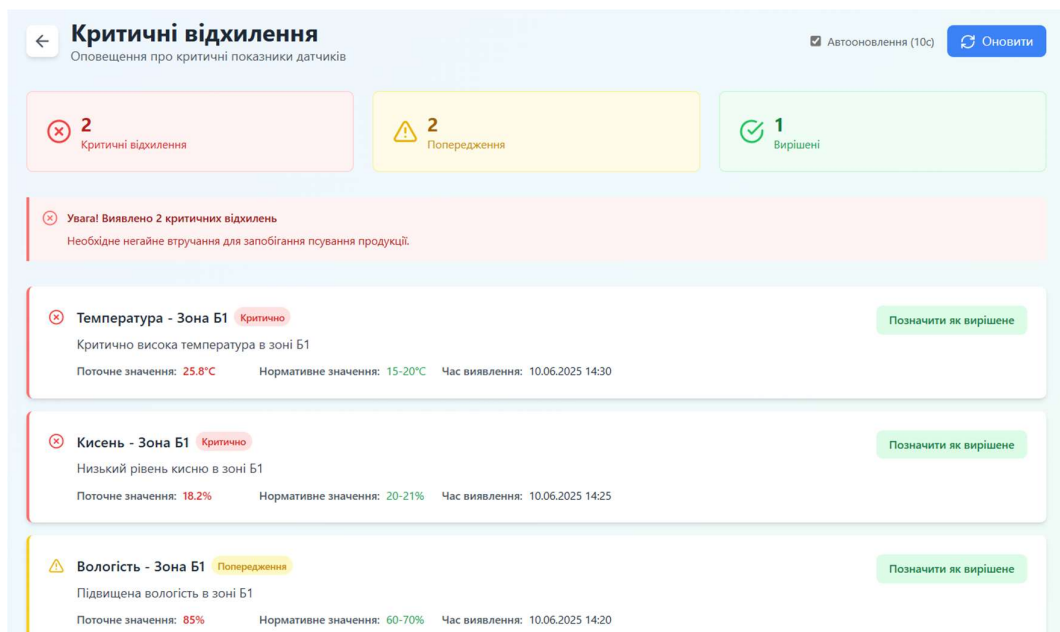 Критичні відхилення
Оповещення про критичні показники датчиків
Автооновлення (10с)
Оновити
2
Критичні відхилення
2
Попередження
1
Вирішені
Увага! Виявлено 2 критичних відхилень
Необхідне негайне втручання для запобігання псування продукції.
Температура - Зона Б1 Критично
Позначити як вирішене
Критично висока температура в зоні Б1
Поточне значення: 25.8°C Нормативне значення: 15-20°C Час виявлення: 10.06.2025 14:30
Кисень - Зона Б1 Критично
Позначити як вирішене
Низький рівень кисню в зоні Б1
Поточне значення: 18.2% Нормативне значення: 20-21% Час виявлення: 10.06.2025 14:25
Вологість - Зона Б1 Попередження
Позначити як вирішене
Підвищена вологість в зоні Б1
Поточне значення: 85% Нормативне значення: 60-70% Час виявлення: 10.06.2025 14:20